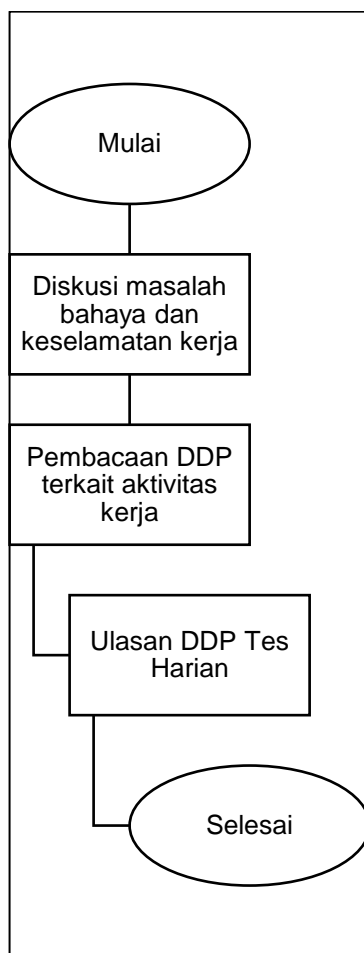 Mulai
Diskusi masalah
bahaya dan
keselamatan kerja
Pembacaan DDP
terkait aktivitas
kerja
Ulasan DDP Tes
Harian
Selesai